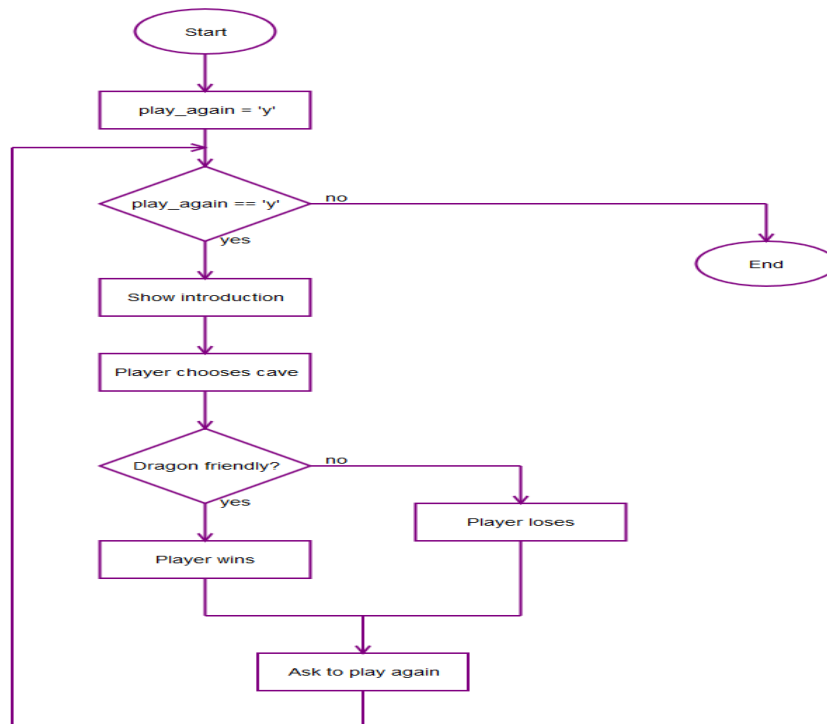 Start
play_again = 'y'
play_again == 'y'
no
yes
End
Show introduction
Player chooses cave
Dragon friendly?
no
yes
Player loses
Player wins
Ask to play again